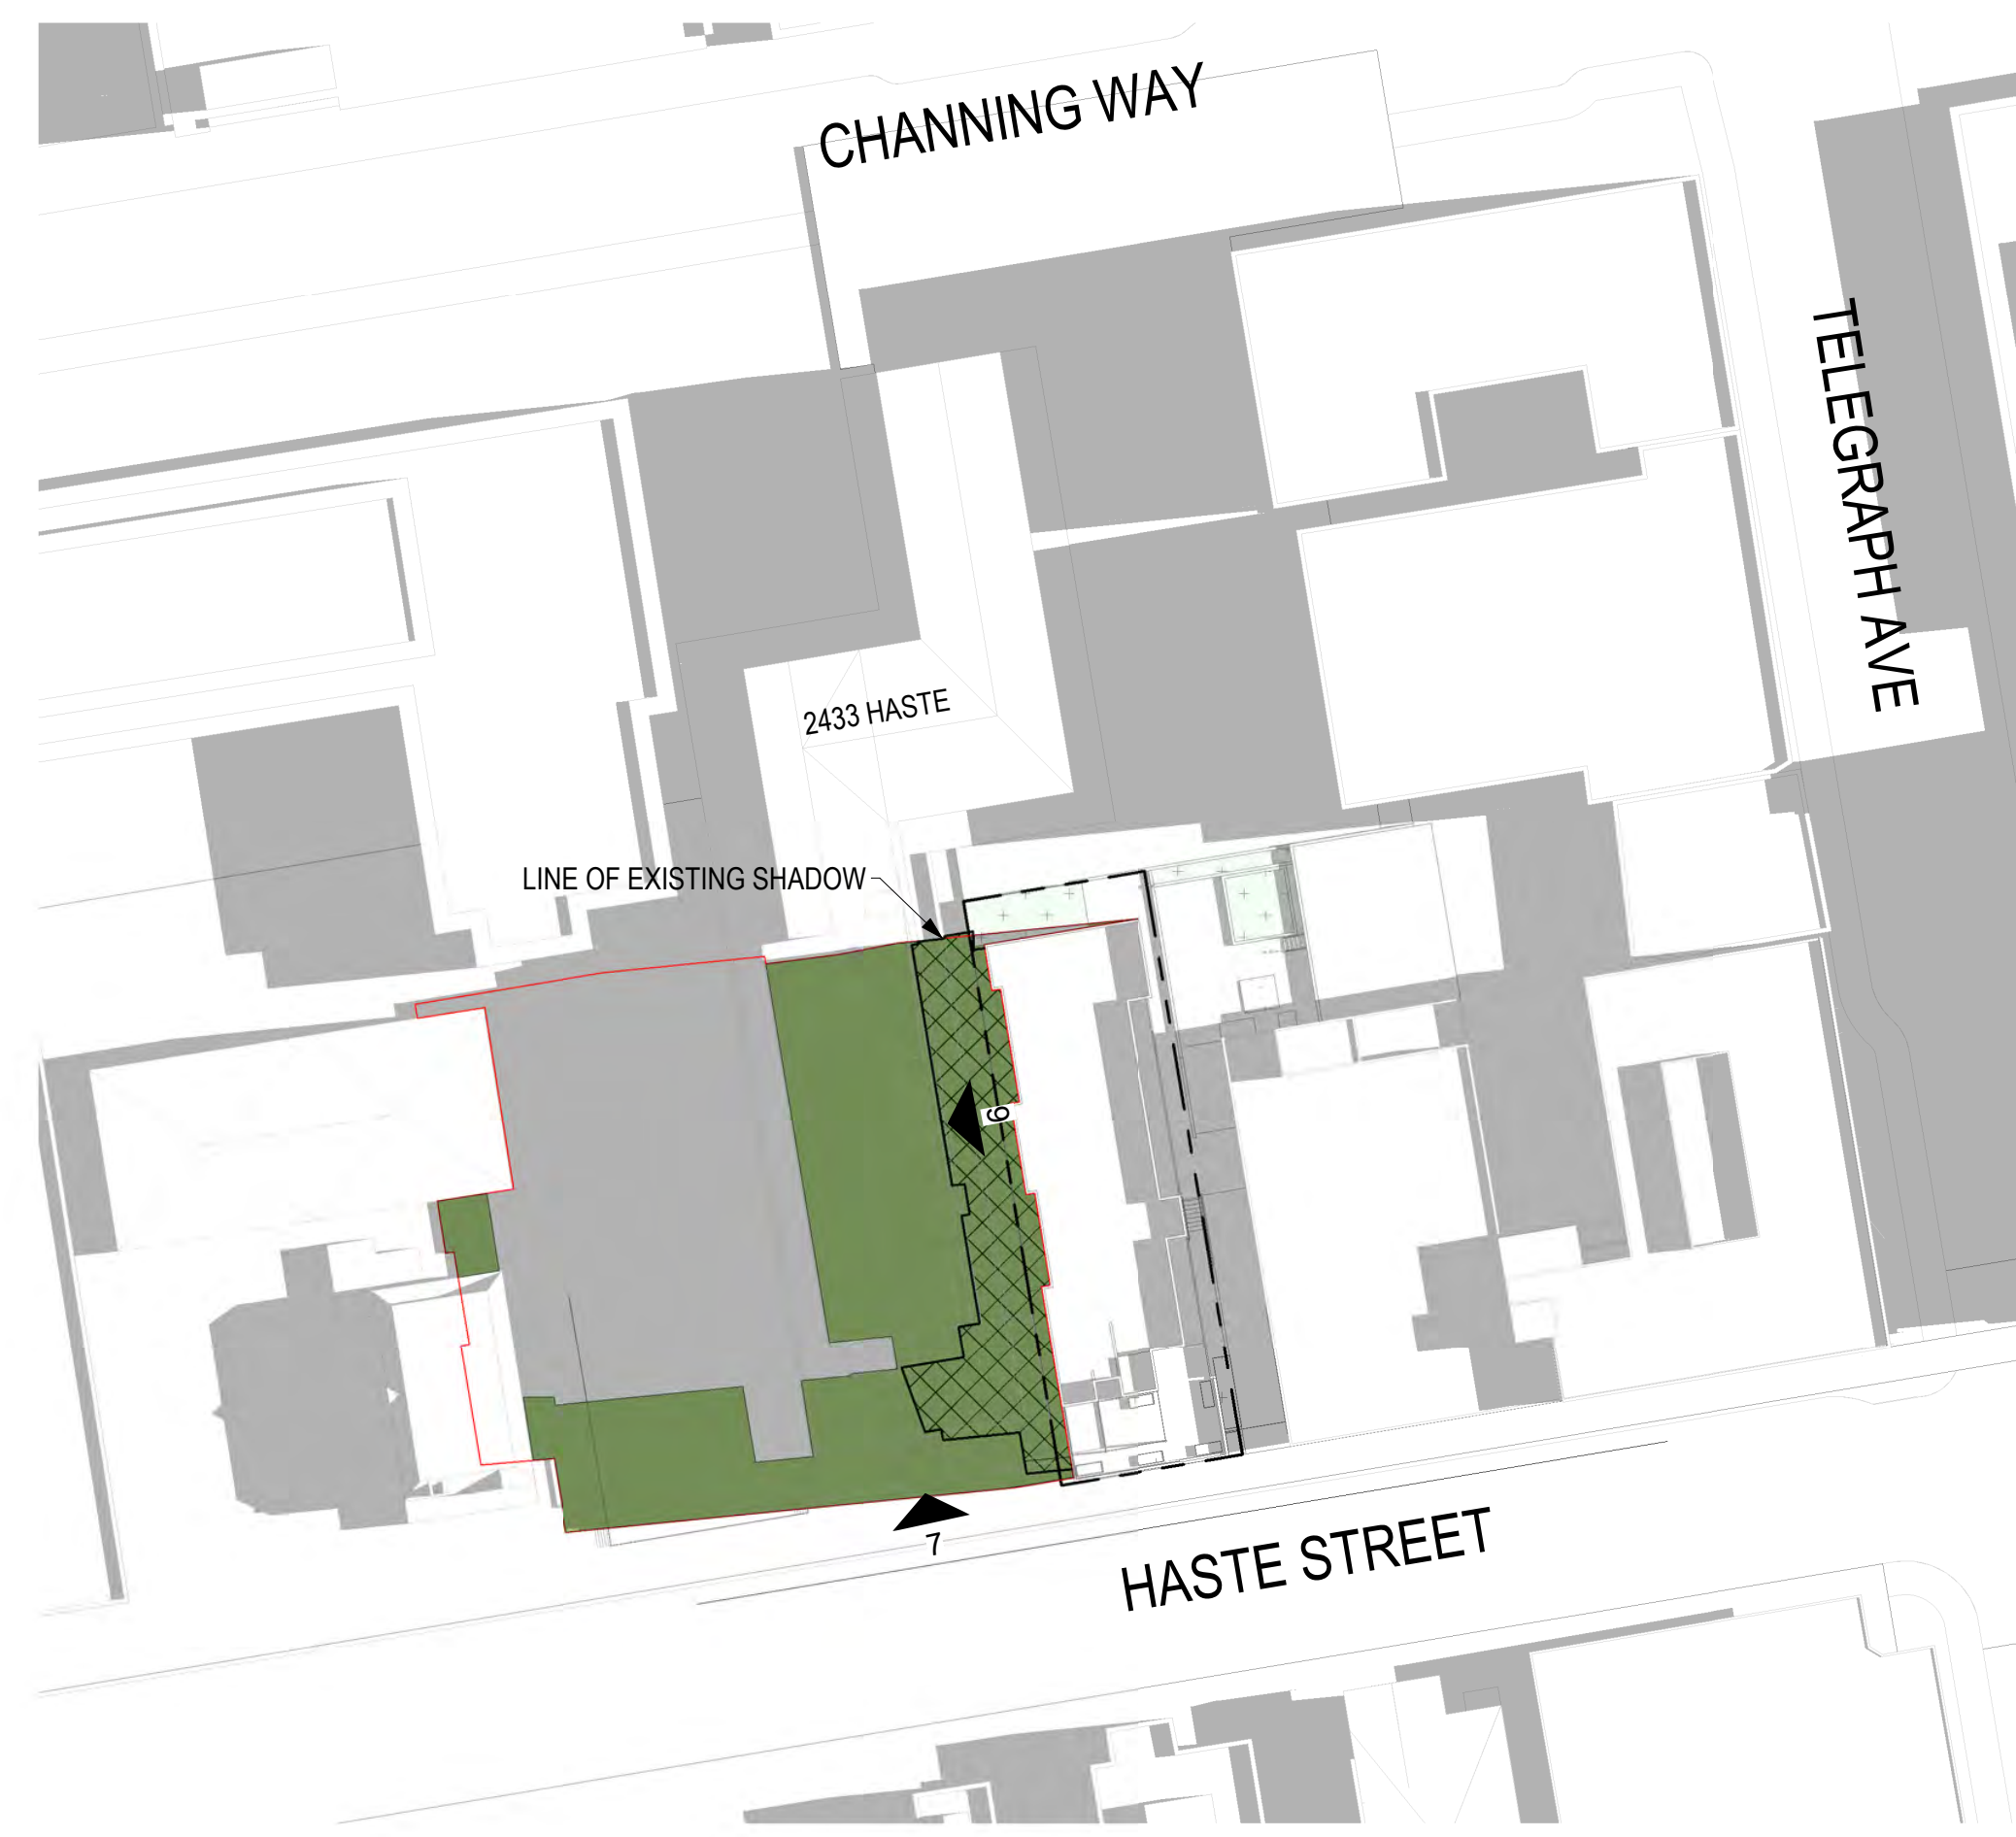 CHANNING WAY
TELEGRAPH AVE
2433 HASTE
LINE OF EXISTING SHADOW
6
7
HASTE STREET